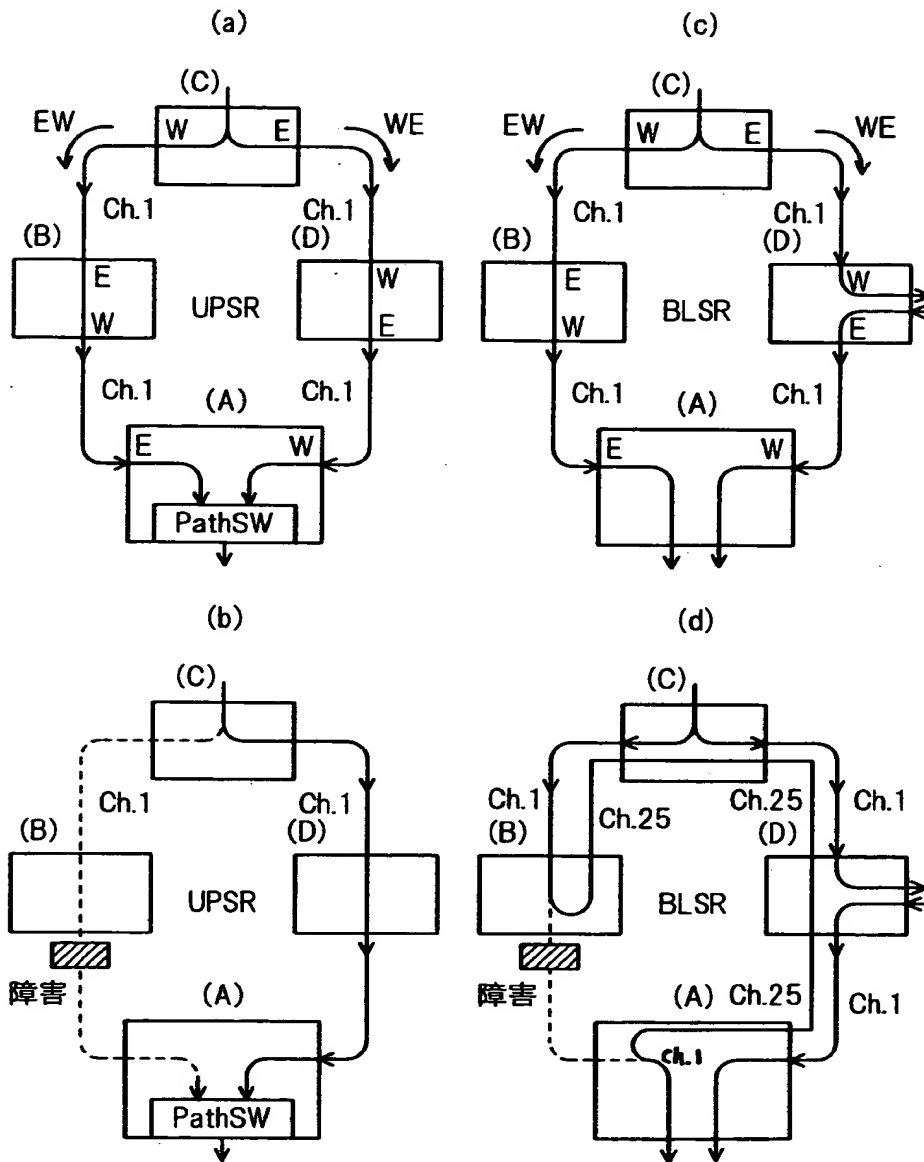 (a)
(C)
EW
W
E
WE
Ch.1
Ch.1
(B)
(D)
E
W
UPSR
W
E
Ch.1
Ch.1
(A)
E
W
PathSW
(c)
(C)
EW
W
E
WE
Ch.1
Ch.1
(B)
(D)
E
W
BLSR
W
E
Ch.1
Ch.1
(A)
E
W
(b)
(C)
Ch.1
Ch.1
(B)
(D)
UPSR
障害
(A)
PathSW
(d)
(C)
Ch.1
Ch.25
Ch.25
Ch.1
(B)
(D)
BLSR
障害
(A)
Ch.25
Ch.1
ch.1